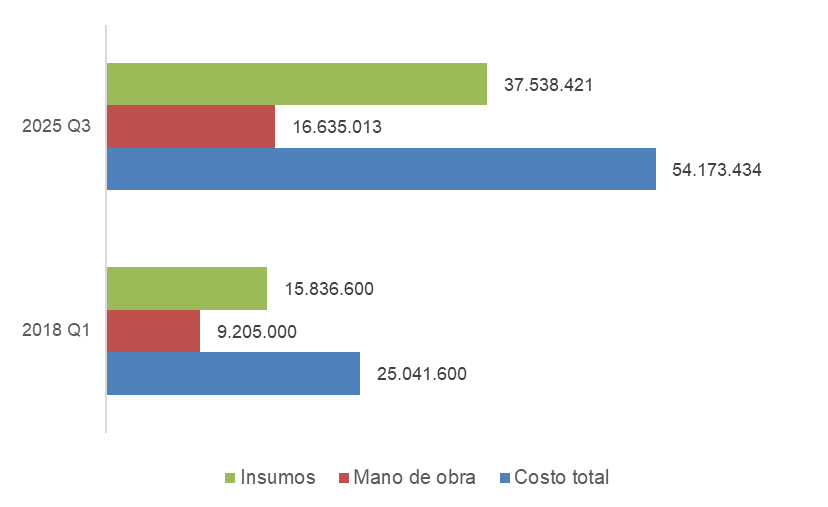 37.538.421
2025 Q3
16.635.013
54.173.434
15.836.600
2018 Q1
9.205.000
25.041.600
Insumos Mano de obra Costo total